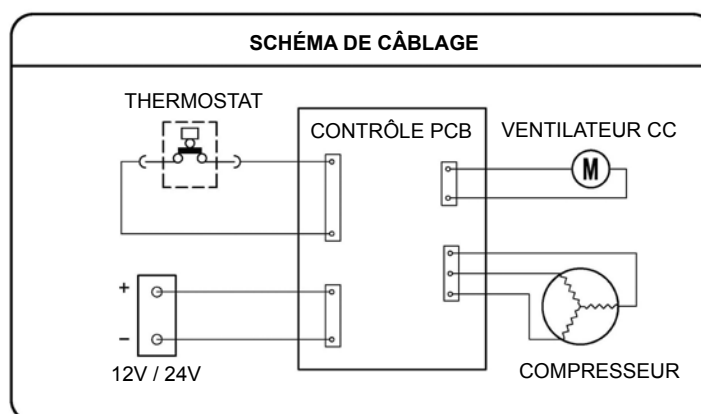 SCHÉMA DE CÂBLAGE
THERMOSTAT
CONTRÔLE PCB
VENTILATEUR CC
M
+
−
12V / 24V
COMPRESSEUR